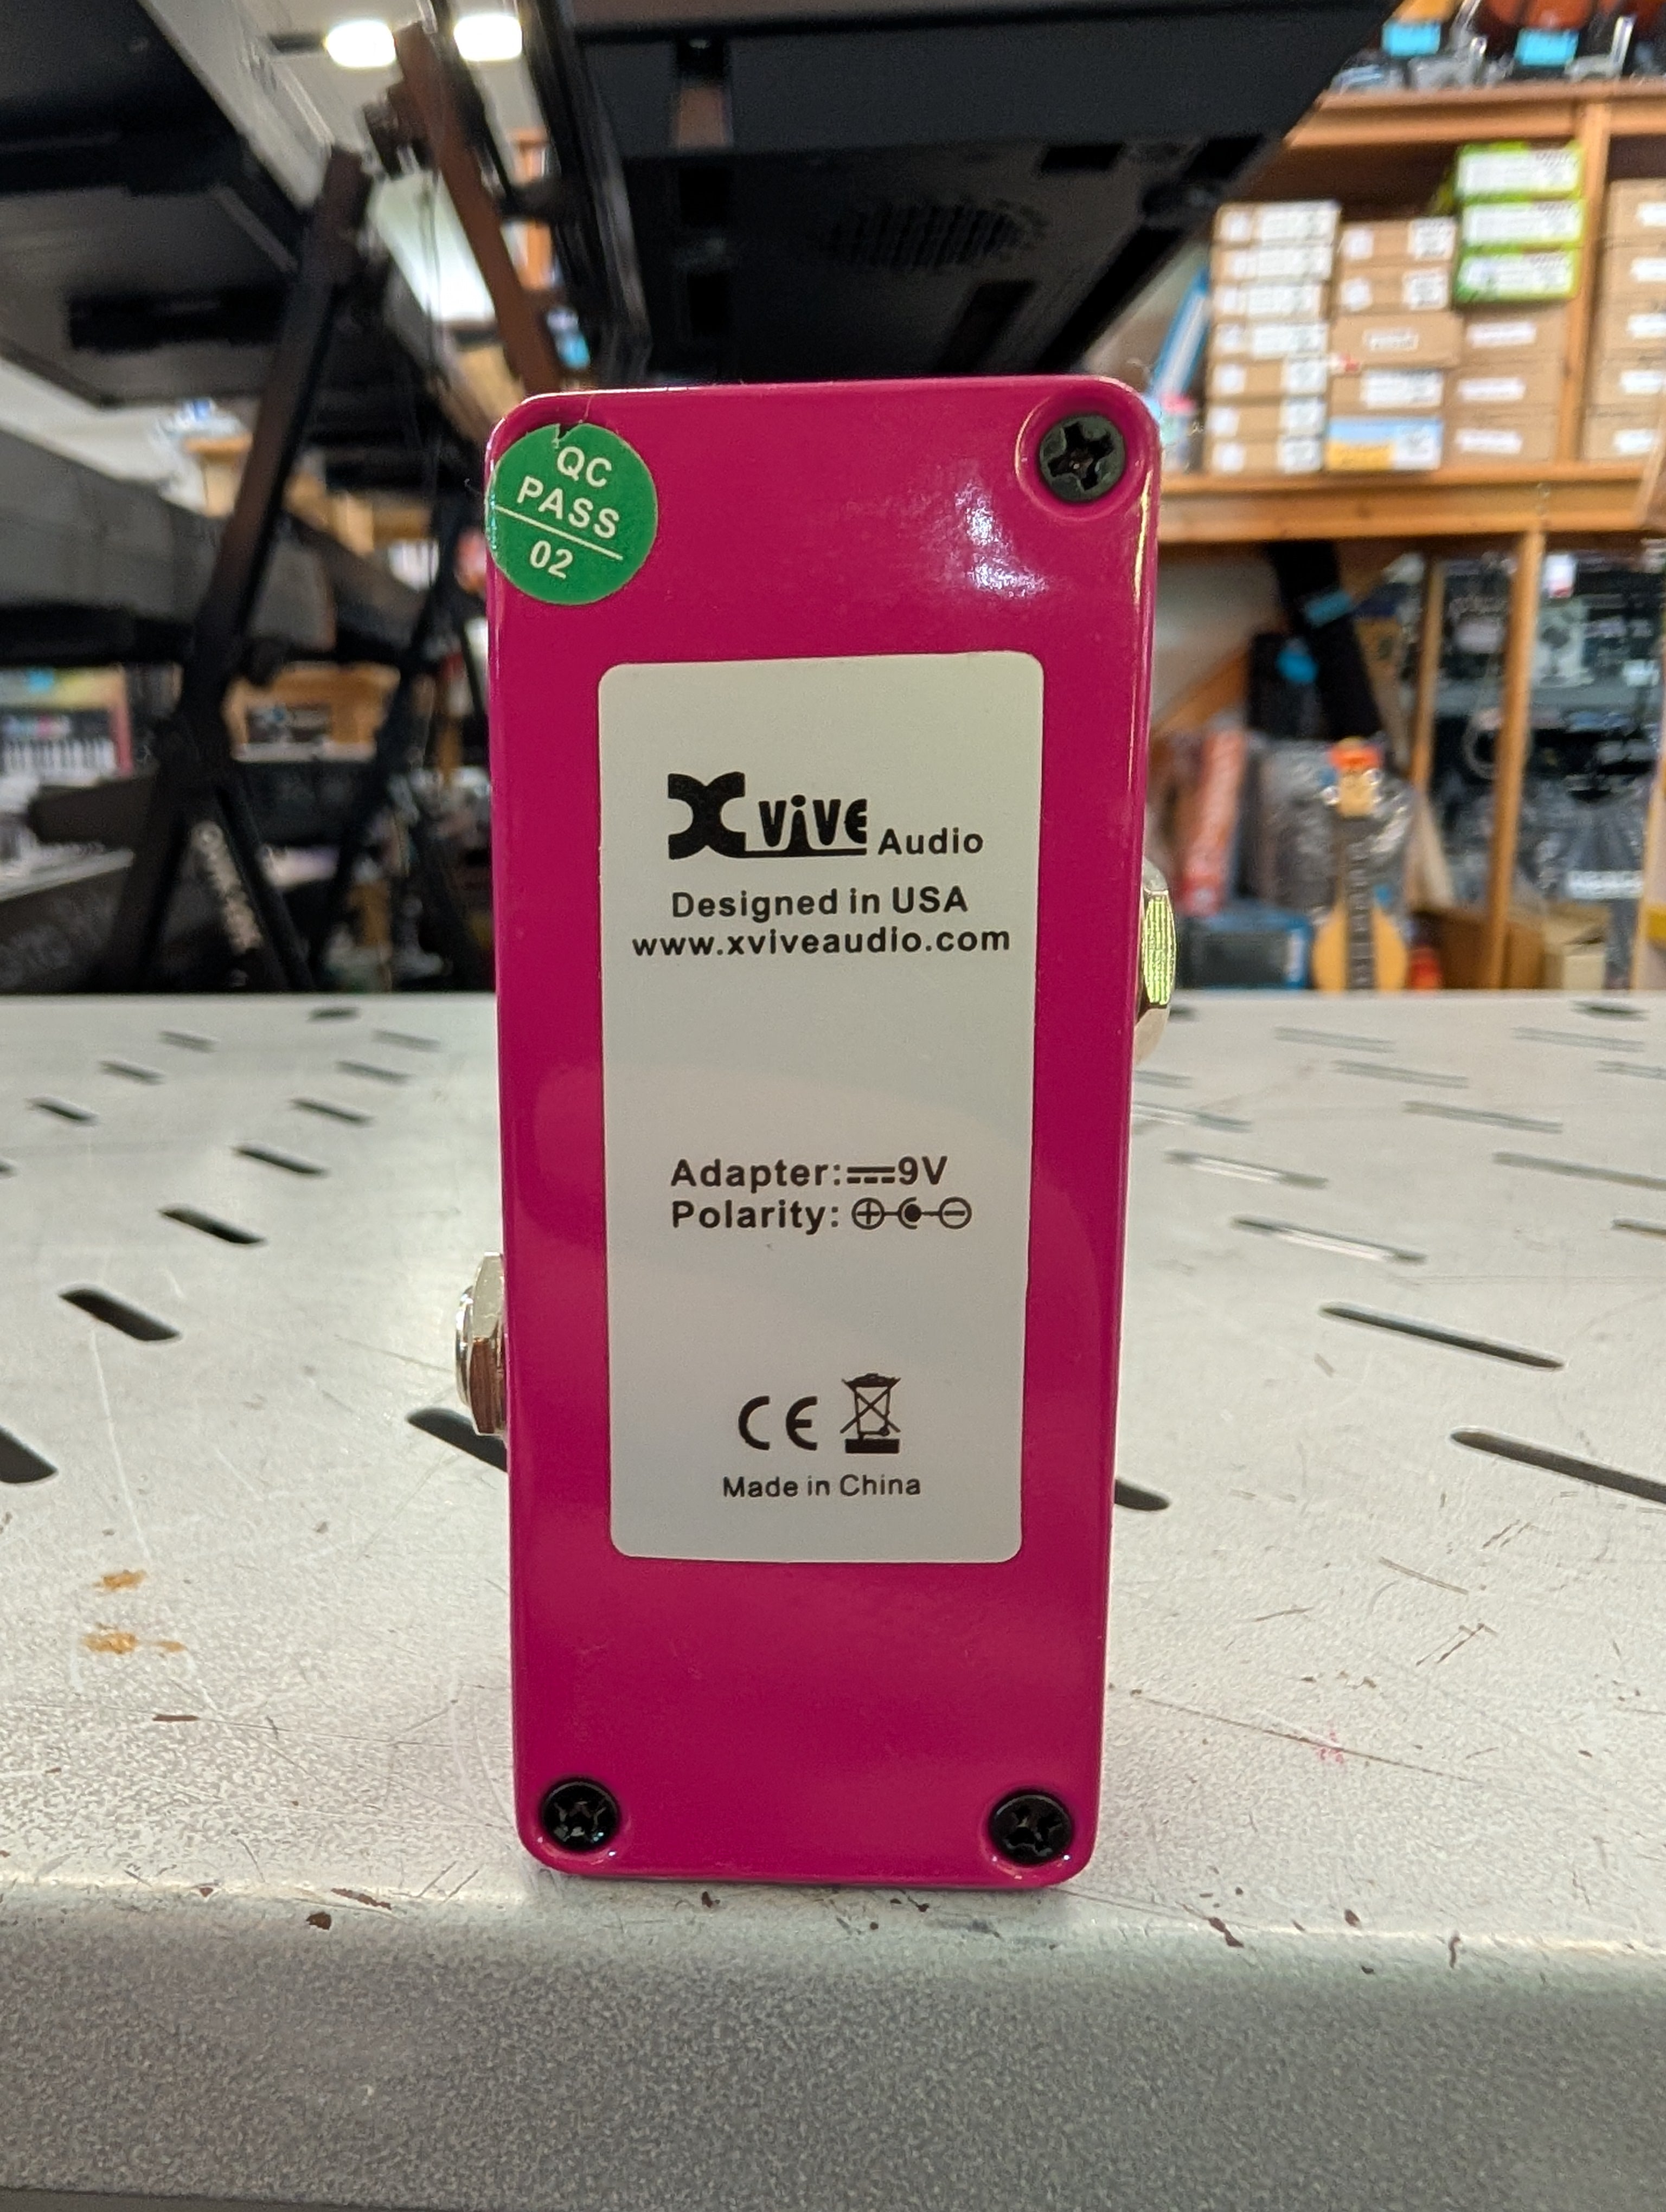 QC
PASS
02
Xvive Audio
Designed in USA
www.xviveaudio.com
Adapter:⎓9V
Polarity:
CE
Made in China